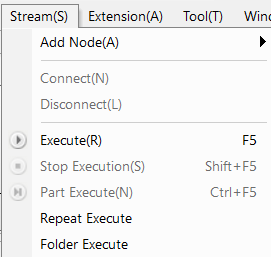 Stream(S) Extension(A) Tool(T) Wind
Add Node(A)
Connect(N)
Disconnect(L)
Execute(R) F5
Stop Execution(S) Shift+F5
Part Execute(N) Ctrl+F5
Repeat Execute
Folder Execute